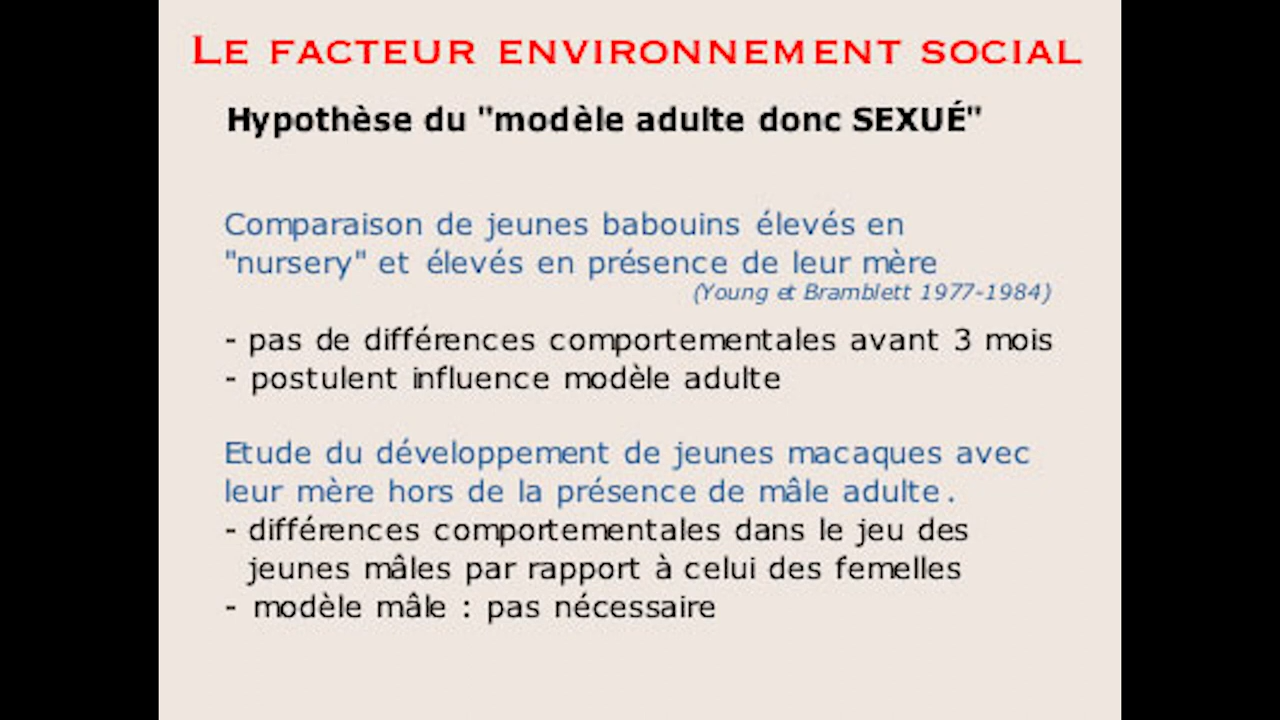 LE FACTEUR ENVIRONNEMENT SOCIAL
Hypothèse du "modèle adulte donc SEXUÉ"
Comparaison de jeunes babouins élevés en
"nursery" et élevés en présence de leur mère
(Young et Bramblett 1977-1984)
- pas de différences comportementales avant 3 mois
- postulent influence modèle adulte
Etude du développement de jeunes macaques avec
leur mère hors de la présence de mâle adulte.
- différences comportementales dans le jeu des
jeunes mâles par rapport à celui des femelles
- modèle mâle : pas nécessaire